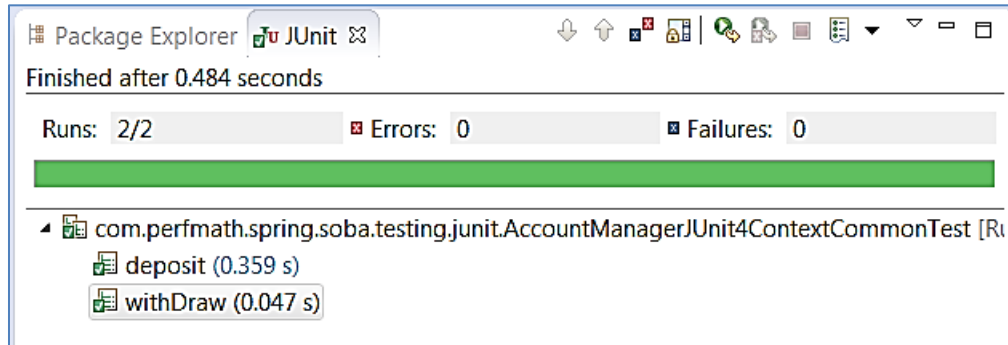 Package Explorer JUnit
Finished after 0.484 seconds
Runs: 2/2 Errors: 0 Failures: 0
com.perfmath.spring.soba.testing.junit.AccountManagerJUnit4ContextCommonTest [Ru
deposit (0.359 s)
withDraw (0.047 s)